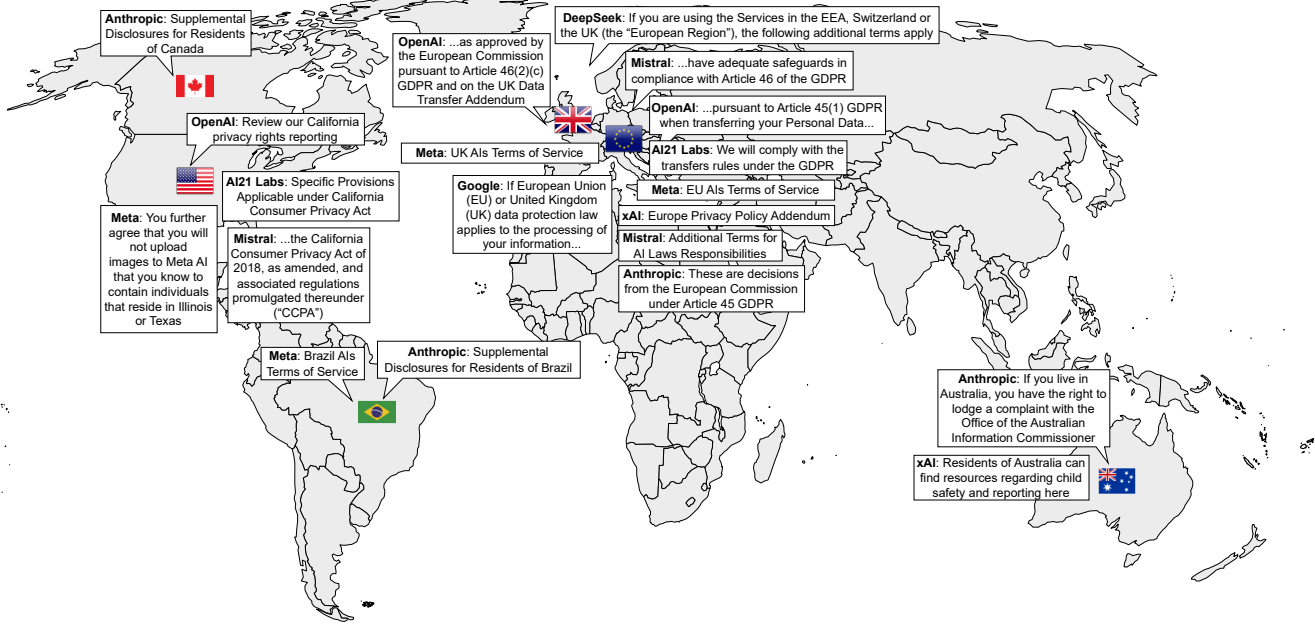 Anthropic: Supplemental
Disclosures for Residents
of Canada
OpenAI: Review our California
privacy rights reporting
AI21 Labs: Specific Provisions
Applicable under California
Consumer Privacy Act
Meta: You further
agree that you will
not upload
images to Meta AI
that you know to
contain individuals
that reside in Illinois
or Texas
Mistral: ...the California
Consumer Privacy Act of
2018, as amended, and
associated regulations
promulgated thereunder
(“CCPA”)
Meta: Brazil AIs
Terms of Service
Anthropic: Supplemental
Disclosures for Residents of Brazil
OpenAI: ...as approved by
the European Commission
pursuant to Article 46(2)(c)
GDPR and on the UK Data
Transfer Addendum
DeepSeek: If you are using the Services in the EEA, Switzerland or
the UK (the “European Region”), the following additional terms apply
Mistral: ...have adequate safeguards in
compliance with Article 46 of the GDPR
OpenAI: ...pursuant to Article 45(1) GDPR
when transferring your Personal Data...
Meta: UK AIs Terms of Service
AI21 Labs: We will comply with the
transfers rules under the GDPR
Google: If European Union
(EU) or United Kingdom
(UK) data protection law
applies to the processing of
your information...
Meta: EU AIs Terms of Service
xAI: Europe Privacy Policy Addendum
Mistral: Additional Terms for
AI Laws Responsibilities
Anthropic: These are decisions
from the European Commission
under Article 45 GDPR
Anthropic: If you live in
Australia, you have the right to
lodge a complaint with the
Office of the Australian
Information Commissioner
xAI: Residents of Australia can
find resources regarding child
safety and reporting here